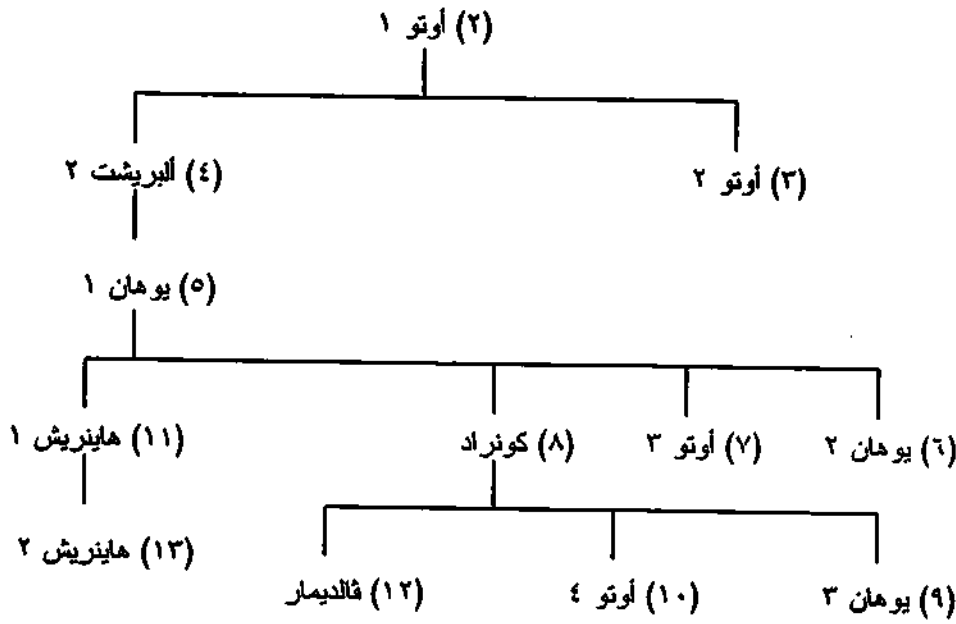 (٢) أوتو ١
(٣) أوتو ٢
(٤) ألبريشت ٢
(٥) يوهان ١
(٦) يوهان ٢
(٧) أوتو ٣
(٨) كونراد
(١١) هاينريش ١
(١٣) هاينريش ٢
(٩) يوهان ٣
(١٠) أوتو ٤
(١٢) ڤالديمار